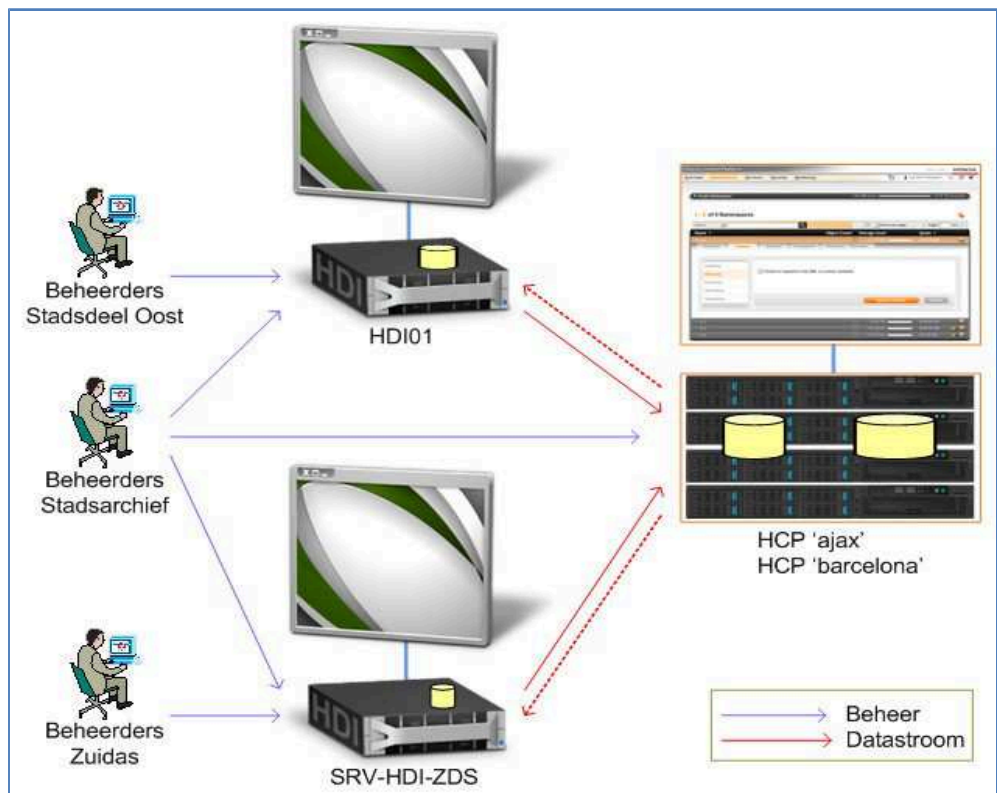 Beheerders
Stadsdeel Oost
HDI
HDI01
Beheerders
Stadsarchief
HCP ‘ajax’
HCP ‘barcelona’
Beheerders
Zuidas
HDI
SRV-HDI-ZDS
Beheer
Datastroom